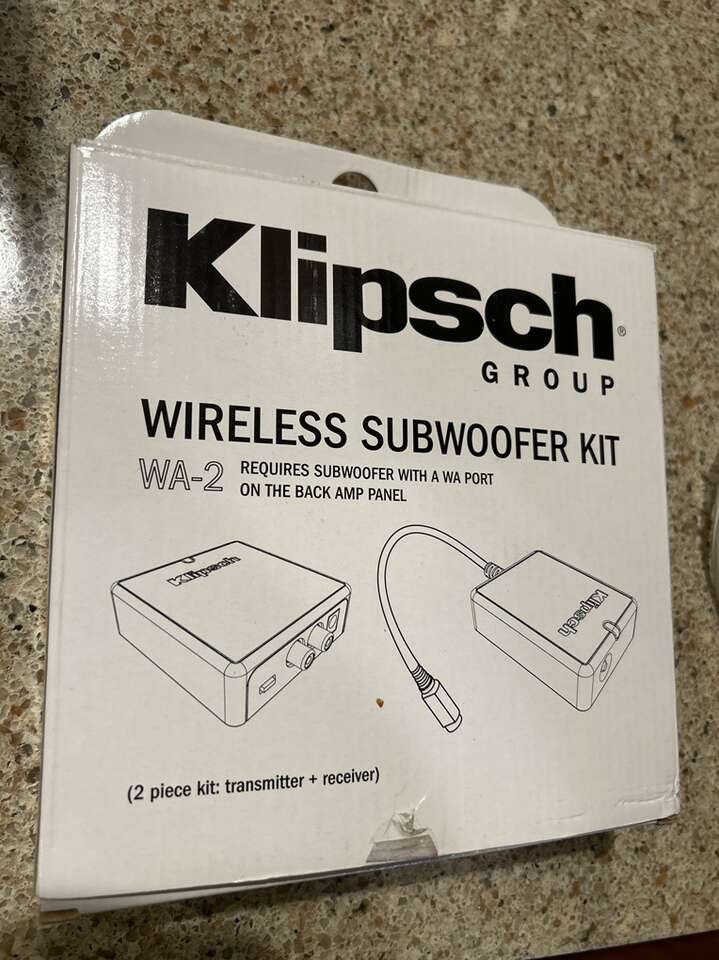 Klipsch®
GROUP
WIRELESS SUBWOOFER KIT
WA-2
REQUIRES SUBWOOFER WITH A WA PORT
ON THE BACK AMP PANEL
Klipsch
Klipsch
(2 piece kit: transmitter + receiver)